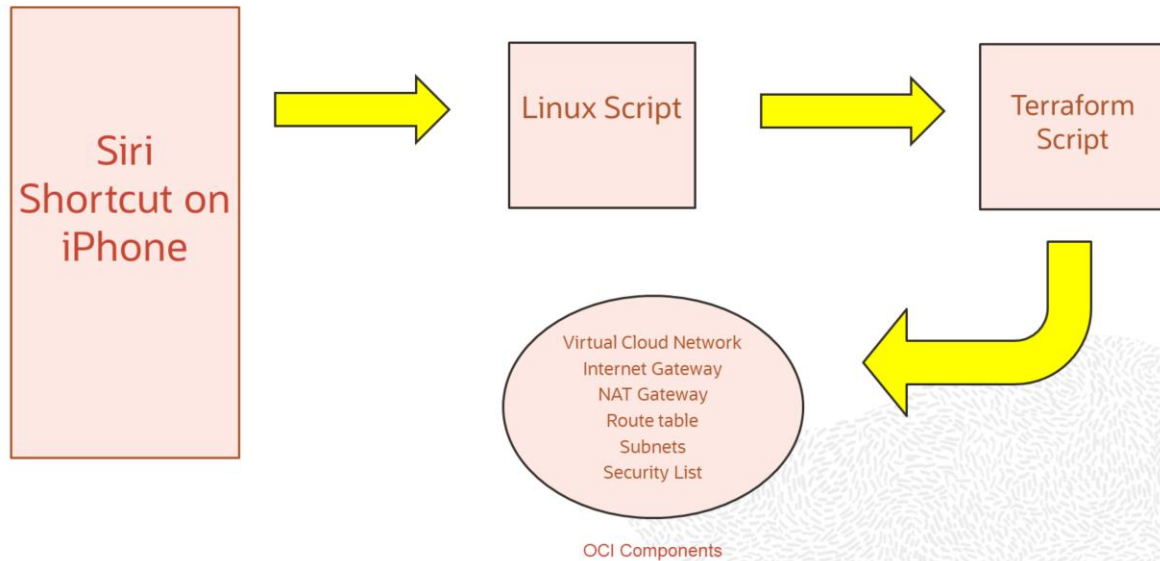 Siri
Shortcut on
iPhone
Linux Script
Terraform
Script
Virtual Cloud Network
Internet Gateway
NAT Gateway
Route table
Subnets
Security List
OCI Components